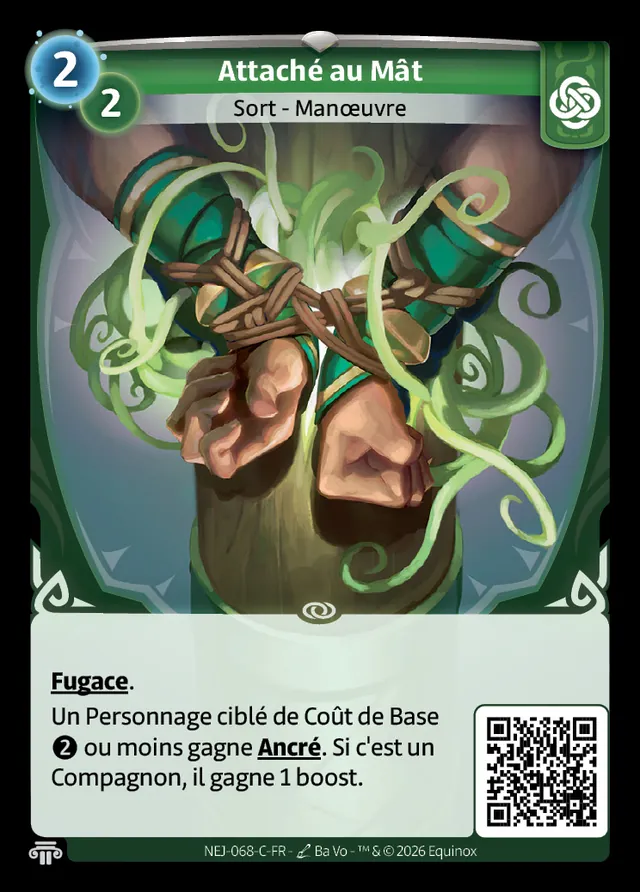 2
2
Attaché au Mât
Sort - Manœuvre
Fugace.
Un Personnage ciblé de Coût de Base
2 ou moins gagne Ancré. Si c'est un
Compagnon, il gagne 1 boost.
NEJ-068-C-FR - Ba Vo - ™ & © 2026 Equinox